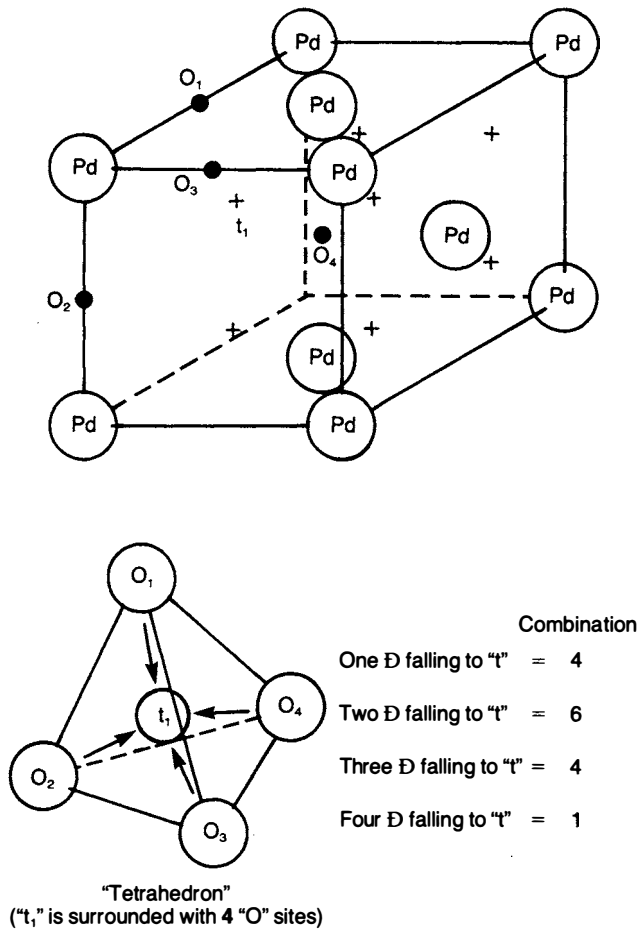 Pd Pd
O₁ Pd
Pd Pd
O₃
t₁
O₄ Pd
O₂ Pd
Pd
Pd Pd
O₁
Combination
One Đ falling to “t” = 4
t₁ O₄
Two Đ falling to “t” = 6
O₂
Three Đ falling to “t” = 4
O₃
Four Đ falling to “t” = 1
“Tetrahedron”
(“t₁” is surrounded with 4 “O” sites)